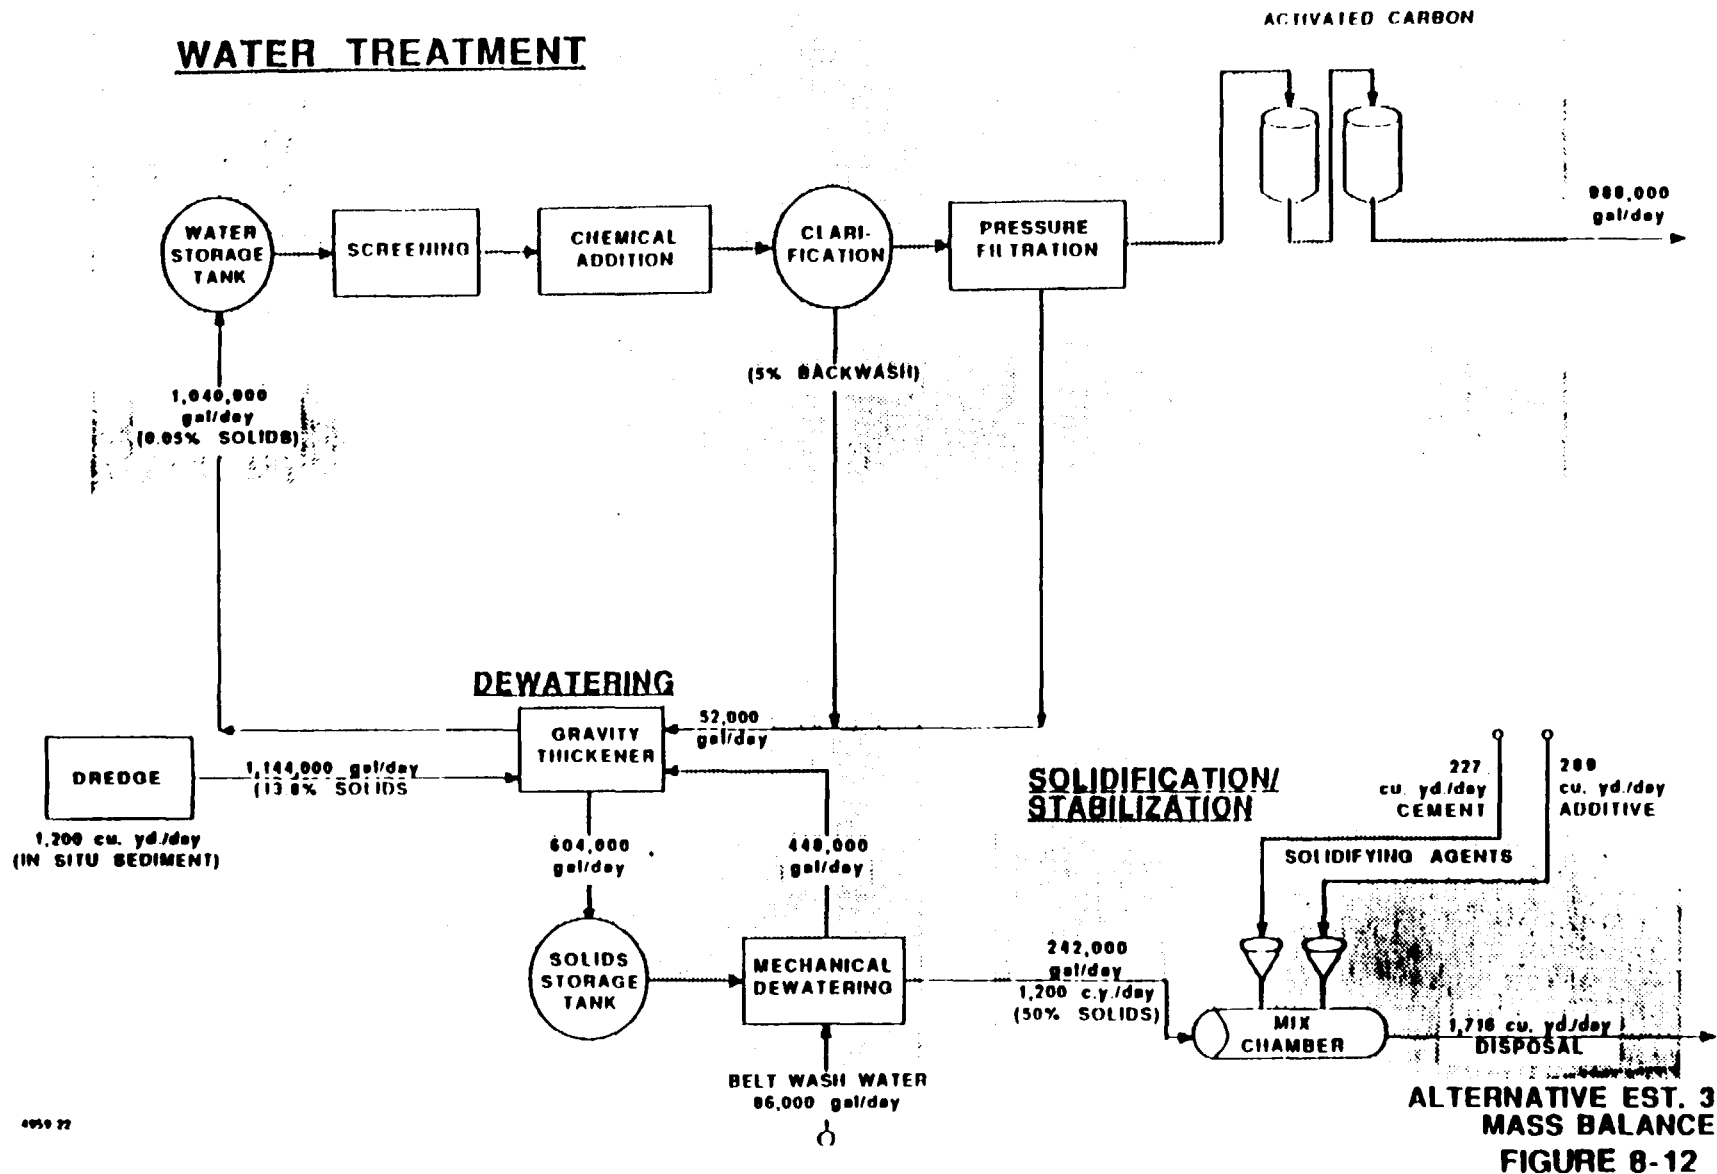 ACTIVATED CARBON
WATER TREATMENT
988,000
gal/day
WATER
STORAGE
TANK
SCREENING
CHEMICAL
ADDITION
CLARI-
FICATION
PRESSURE
FILTRATION
(5% BACKWASH)
1,040,000
gal/day
(0.05% SOLIDS)
DEWATERING
GRAVITY
THICKENER
52,000
gal/day
DREDGE
1,144,000 gal/day
(13.8% SOLIDS
1,200 cu. yd./day
(IN SITU SEDIMENT)
SOLIDIFICATION/
STABILIZATION
227
cu. yd./day
CEMENT
289
cu. yd./day
ADDITIVE
SOLIDIFYING AGENTS
604,000
gal/day
448,000
gal/day
SOLIDS
STORAGE
TANK
MECHANICAL
DEWATERING
242,000
gal/day
1,200 c.y./day
(50% SOLIDS)
MIX
CHAMBER
1,716 cu. yd./day
DISPOSAL
BELT WASH WATER
86,000 gal/day
ALTERNATIVE EST. 3
MASS BALANCE
FIGURE 8-12
4959 22